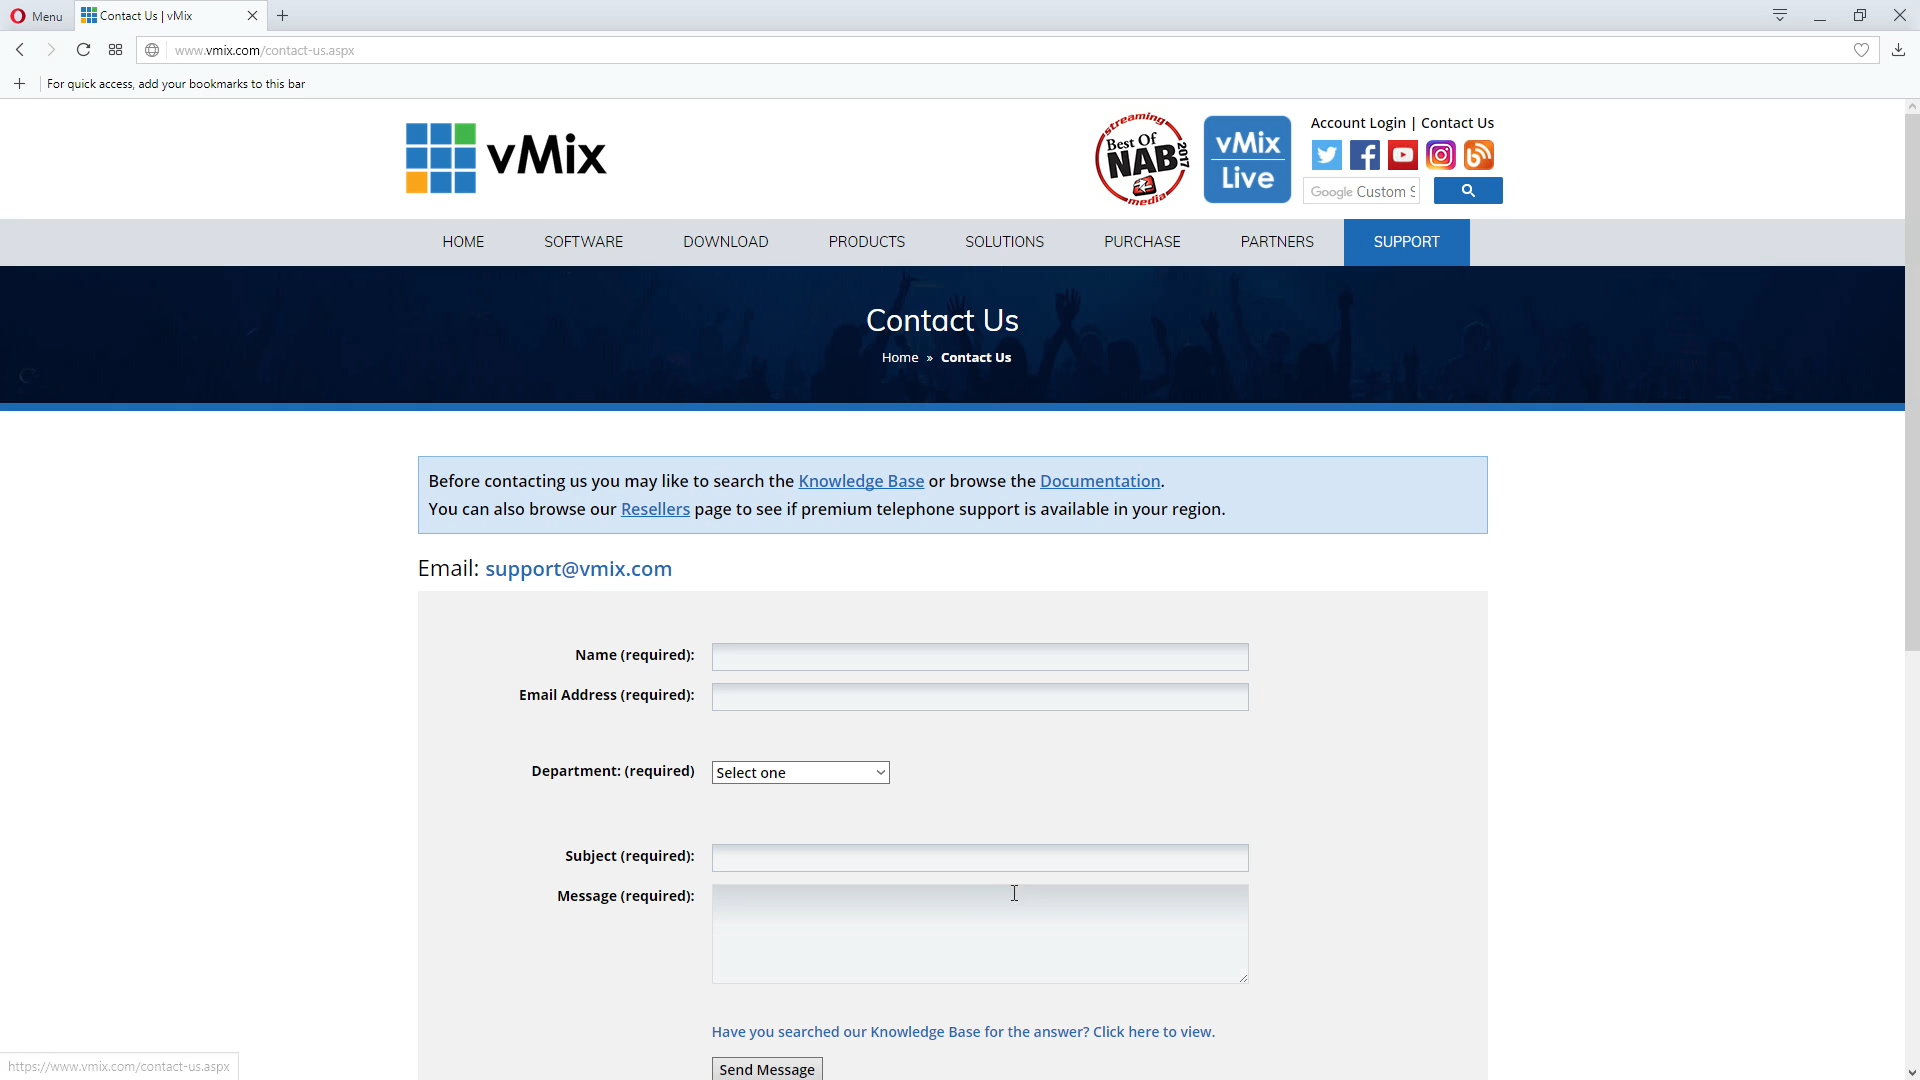 Menu
Contact Us | vMix
www.vmix.com/contact-us.aspx
For quick access, add your bookmarks to this bar
vMix
streaming
Best Of
NAB
2017
media
vMix
Live
Account Login | Contact Us
Google Custom S
HOME SOFTWARE DOWNLOAD PRODUCTS SOLUTIONS PURCHASE PARTNERS SUPPORT
Contact Us
Home » Contact Us
Before contacting us you may like to search the Knowledge Base or browse the Documentation.
You can also browse our Resellers page to see if premium telephone support is available in your region.
Email: support@vmix.com
Name (required):
Email Address (required):
Department: (required) Select one
Subject (required):
Message (required):
Have you searched our Knowledge Base for the answer? Click here to view.
Send Message
https://www.vmix.com/contact-us.aspx